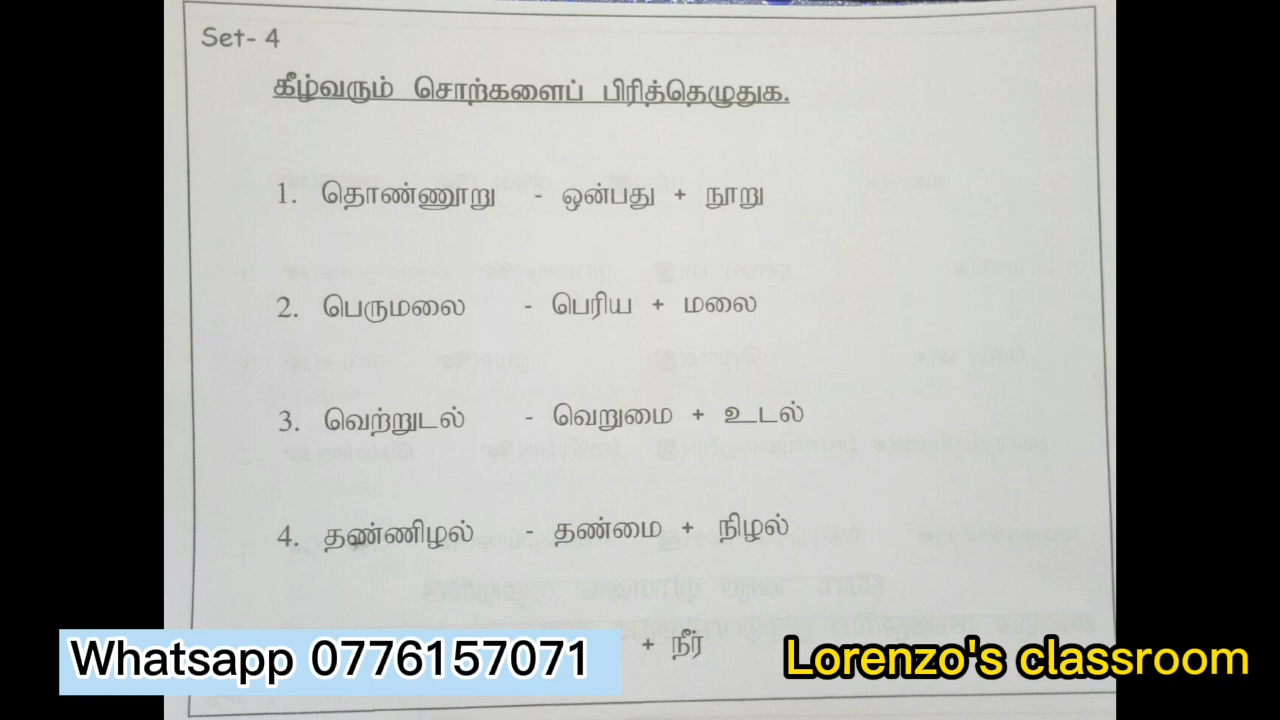 Set- 4
கீழ்வரும் சொற்களைப் பிரித்தெழுதுக.
1. தொண்ணூறு - ஒன்பது + நூறு
2. பெருமலை - பெரிய + மலை
3. வெற்றுடல் - வெறுமை + உடல்
4. தண்ணிழல் - தண்மை + நிழல்
+ நீர்
Whatsapp 0776157071
Lorenzo's classroom